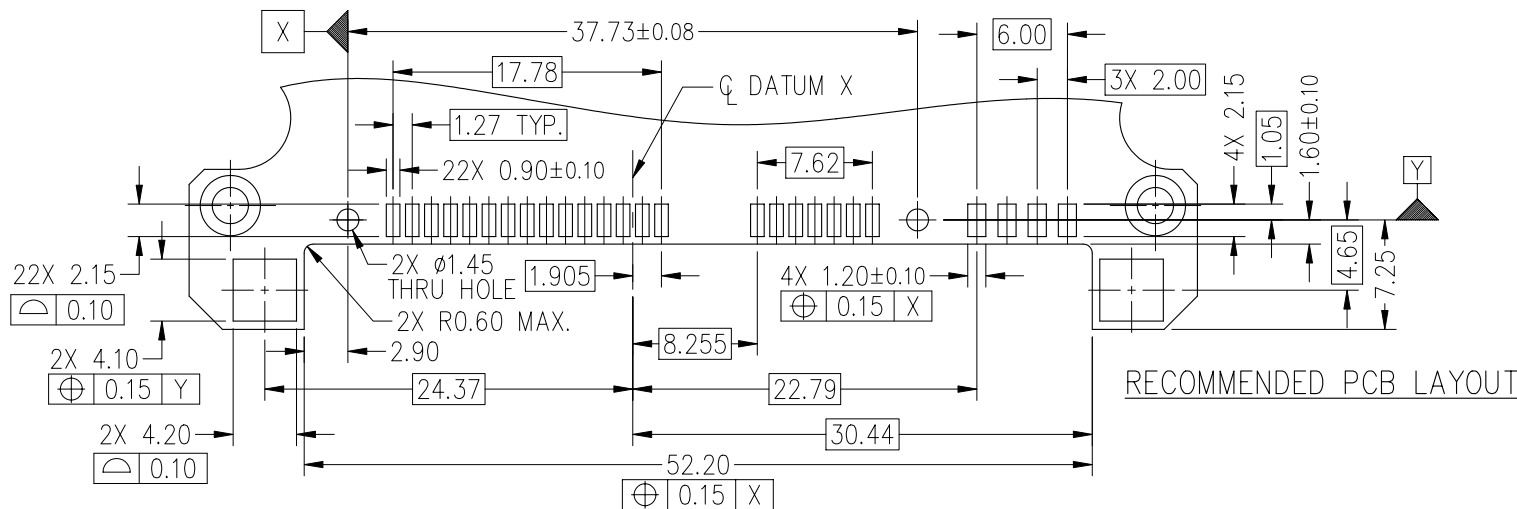 X
37.73±0.08
6.00
17.78
3X 2.00
℄ DATUM X
1.27 TYP.
4X 2.15
1.05
1.60±0.10
22X 0.90±0.10
7.62
Y
22X 2.15
⌓ 0.10
2X ø1.45
THRU HOLE
1.905
4X 1.20±0.10
⌖ 0.15 X
4.65
7.25
2X R0.60 MAX.
2X 4.10
⌖ 0.15 Y
2.90
8.255
24.37
22.79
RECOMMENDED PCB LAYOUT
2X 4.20
⌓ 0.10
30.44
52.20
⌖ 0.15 X